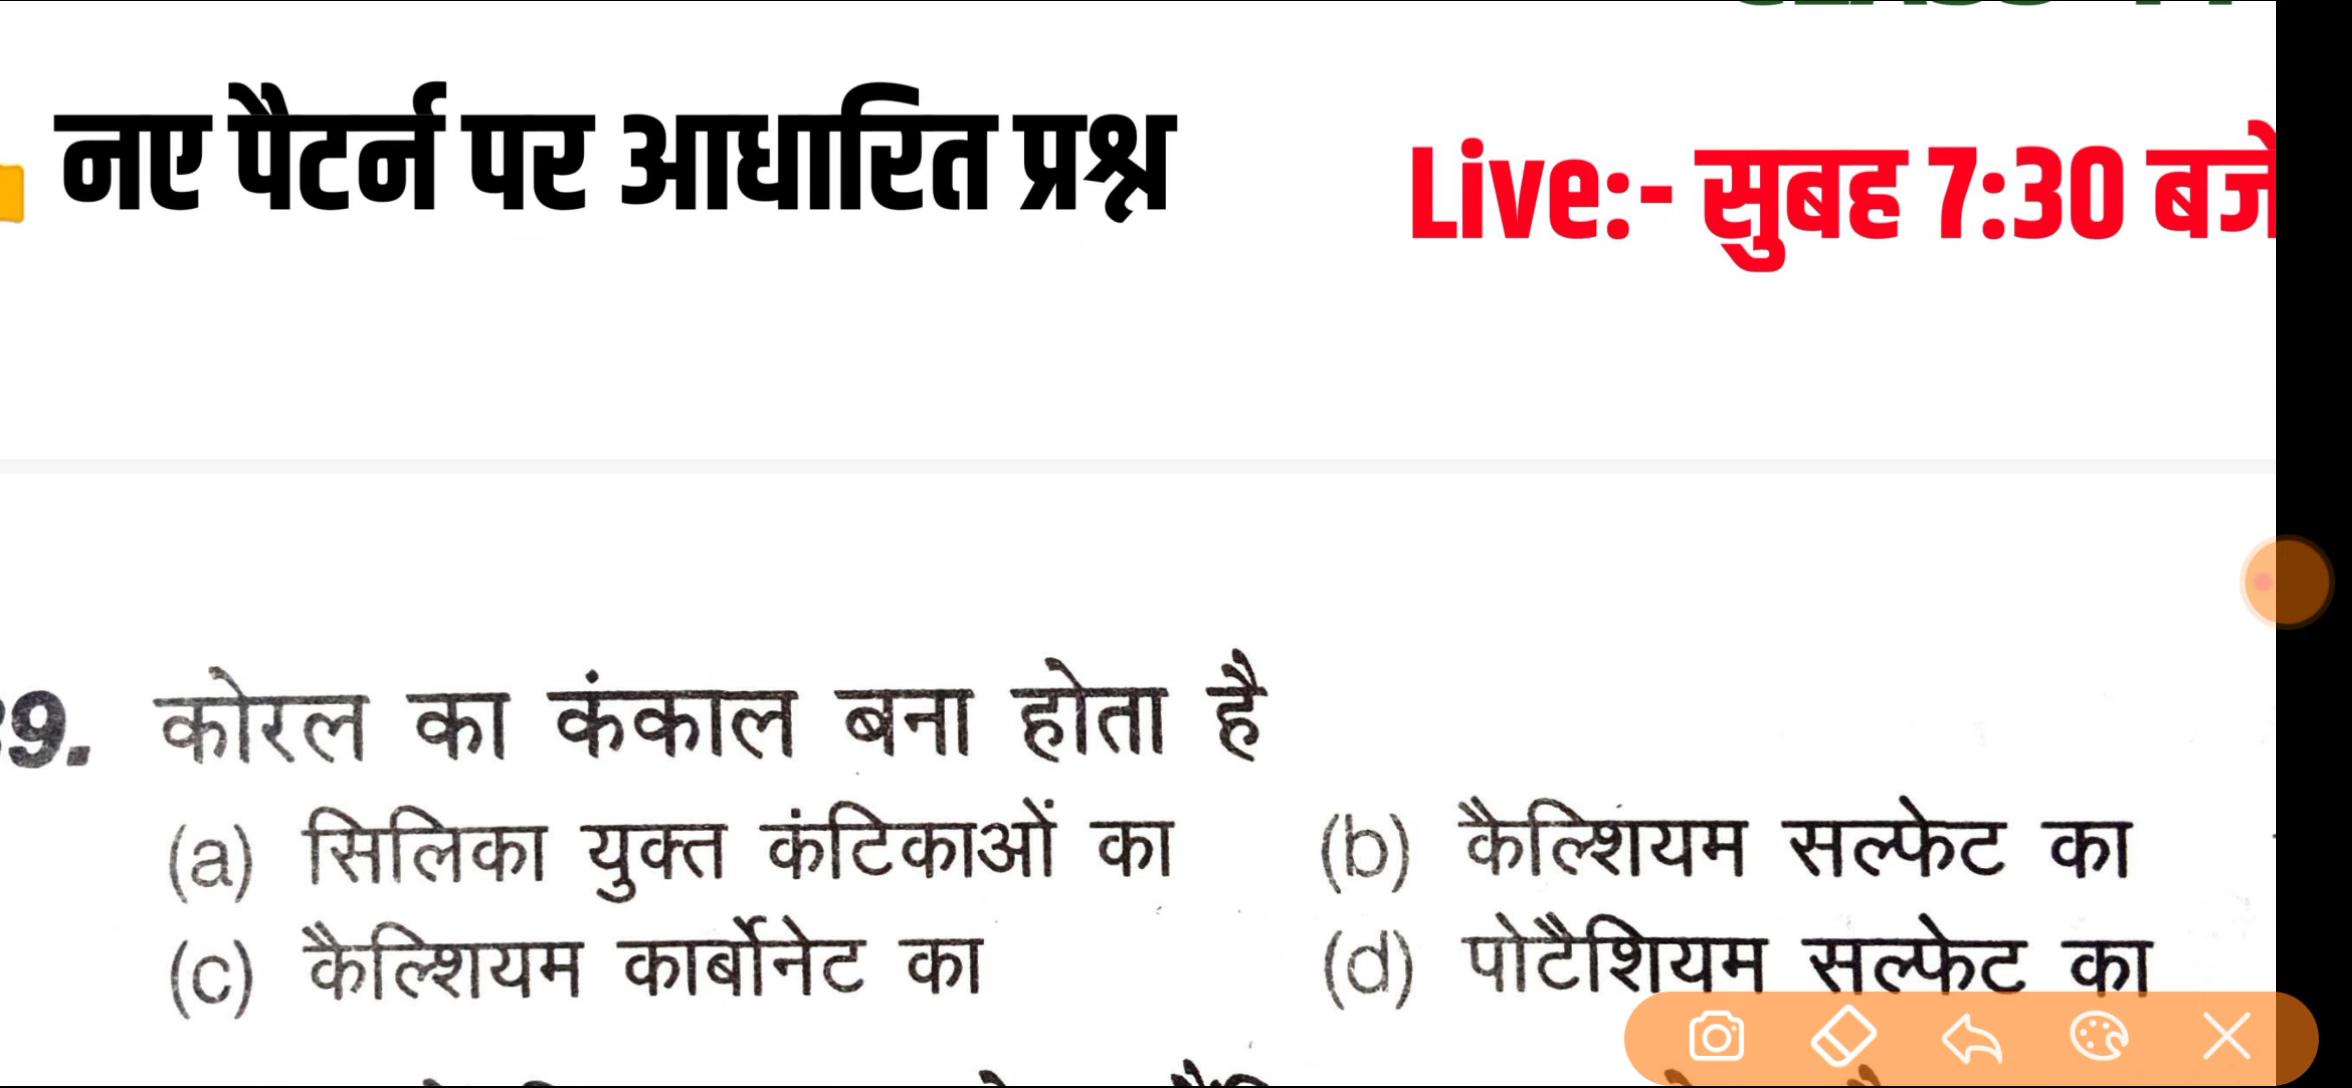 नए पैटर्न पर आधारित प्रश्न
Live:- सुबह 7:30 बजे
9. कोरल का कंकाल बना होता है
(a) सिलिका युक्त कंटिकाओं का (b) कैल्शियम सल्फेट का
(c) कैल्शियम कार्बोनेट का (d) पोटैशियम सल्फेट का